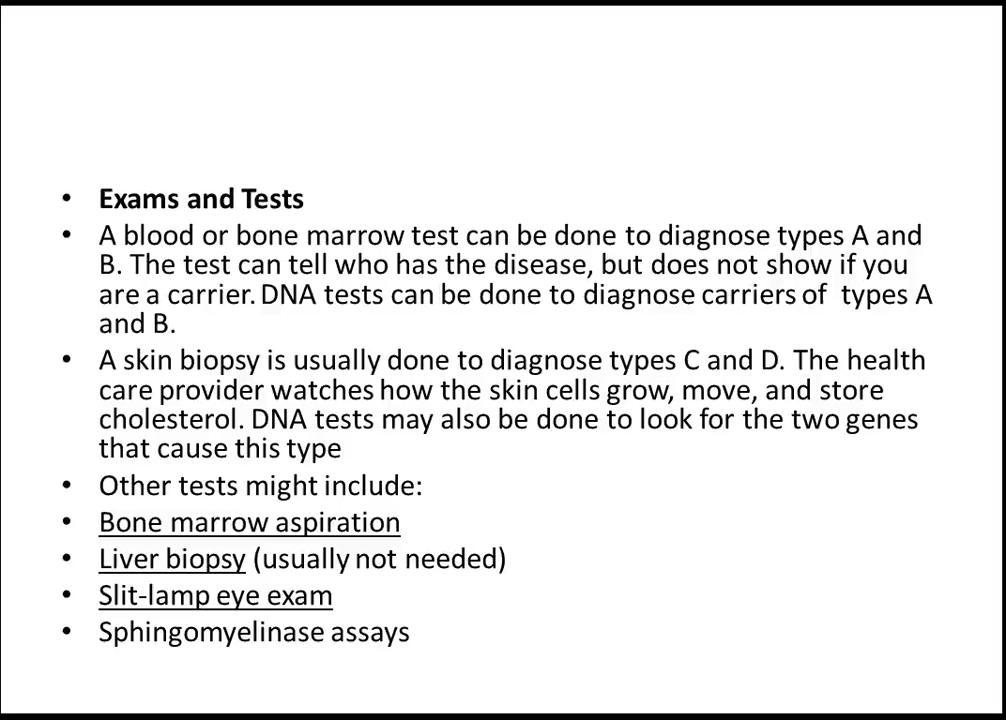 • Exams and Tests
• A blood or bone marrow test can be done to diagnose types A and
B. The test can tell who has the disease, but does not show if you
are a carrier. DNA tests can be done to diagnose carriers of  types A
and B.
• A skin biopsy is usually done to diagnose types C and D. The health
care provider watches how the skin cells grow, move, and store
cholesterol. DNA tests may also be done to look for the two genes
that cause this type
• Other tests might include:
• Bone marrow aspiration
• Liver biopsy (usually not needed)
• Slit-lamp eye exam
• Sphingomyelinase assays